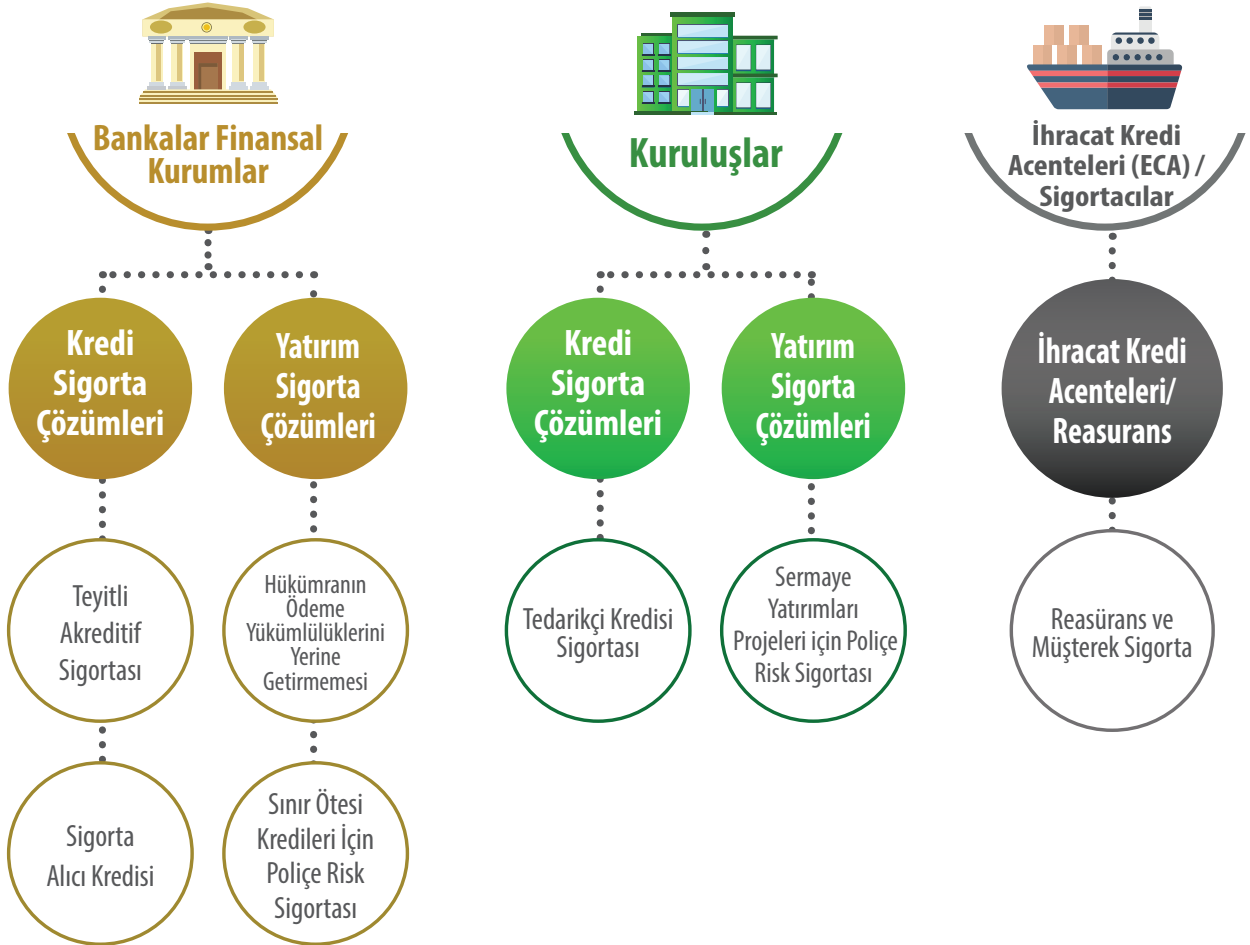 Bankalar Finansal
Kurumlar
Kredi
Sigorta
Çözümleri
Yatırım
Sigorta
Çözümleri
Teyitli
Akreditif
Sigortası
Hükümranın
Ödeme
Yükümlülüklerini
Yerine
Getirmemesi
Sigorta
Alıcı Kredisi
Sınır Ötesi
Kredileri İçin
Poliçe Risk
Sigortası
Kuruluşlar
Kredi
Sigorta
Çözümleri
Yatırım
Sigorta
Çözümleri
Tedarikçi Kredisi
Sigortası
Sermaye
Yatırımları
Projeleri için Poliçe
Risk Sigortası
İhracat Kredi
Acenteleri (ECA) /
Sigortacılar
İhracat Kredi
Acenteleri/
Reasurans
Reasürans ve
Müşterek Sigorta